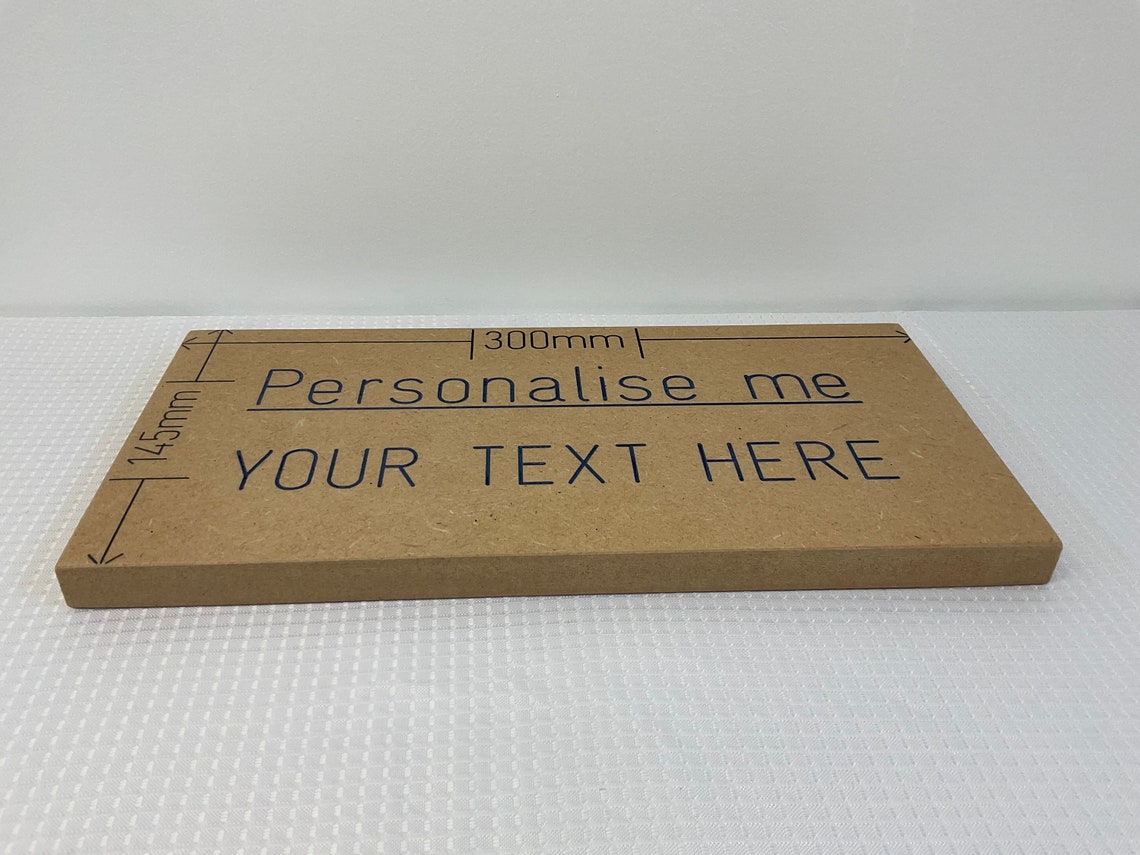 300mm
Personalise me
145mm
YOUR TEXT HERE